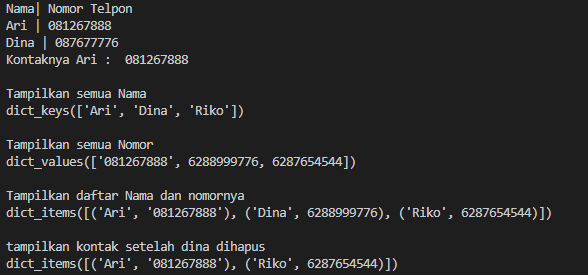 Nama| Nomor Telpon
Ari | 081267888
Dina | 087677776
Kontaknya Ari :  081267888
Tampilkan semua Nama
dict_keys(['Ari', 'Dina', 'Riko'])
Tampilkan semua Nomor
dict_values(['081267888', 6288999776, 6287654544])
Tampilkan daftar Nama dan nomornya
dict_items([('Ari', '081267888'), ('Dina', 6288999776), ('Riko', 6287654544)])
tampilkan kontak setelah dina dihapus
dict_items([('Ari', '081267888'), ('Riko', 6287654544)])